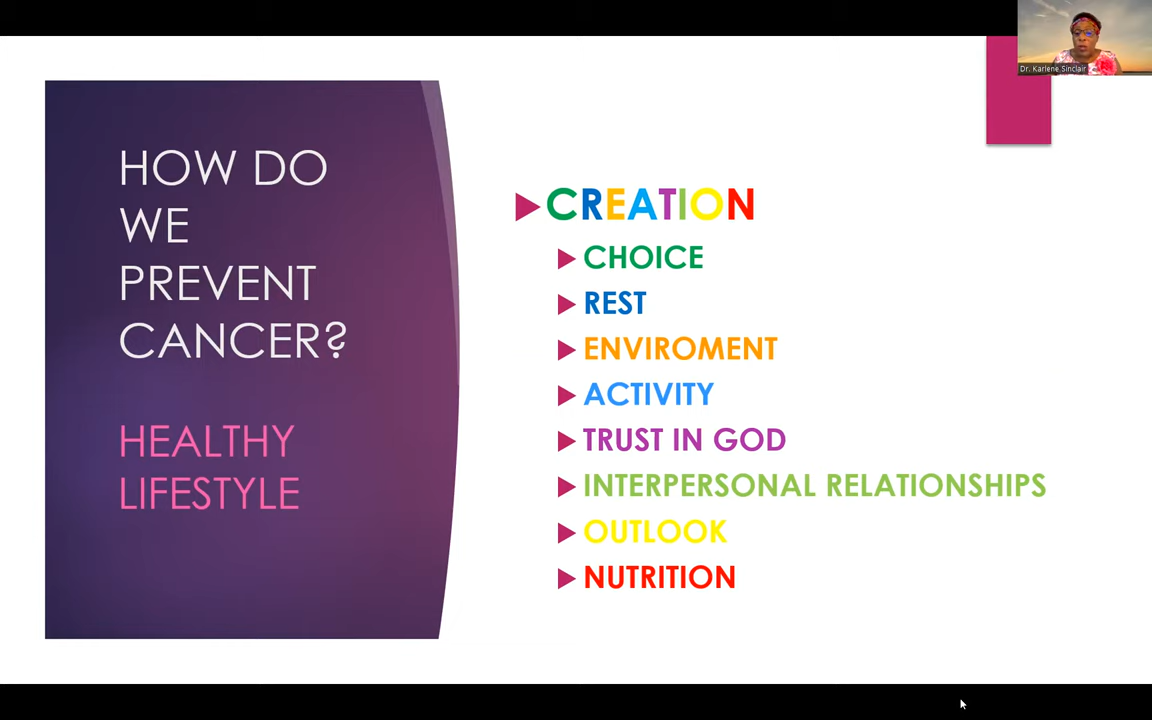 Dr. Karlene Sinclair
HOW DO
WE
PREVENT
CANCER?
HEALTHY
LIFESTYLE
CREATION
CHOICE
REST
ENVIROMENT
ACTIVITY
TRUST IN GOD
INTERPERSONAL RELATIONSHIPS
OUTLOOK
NUTRITION